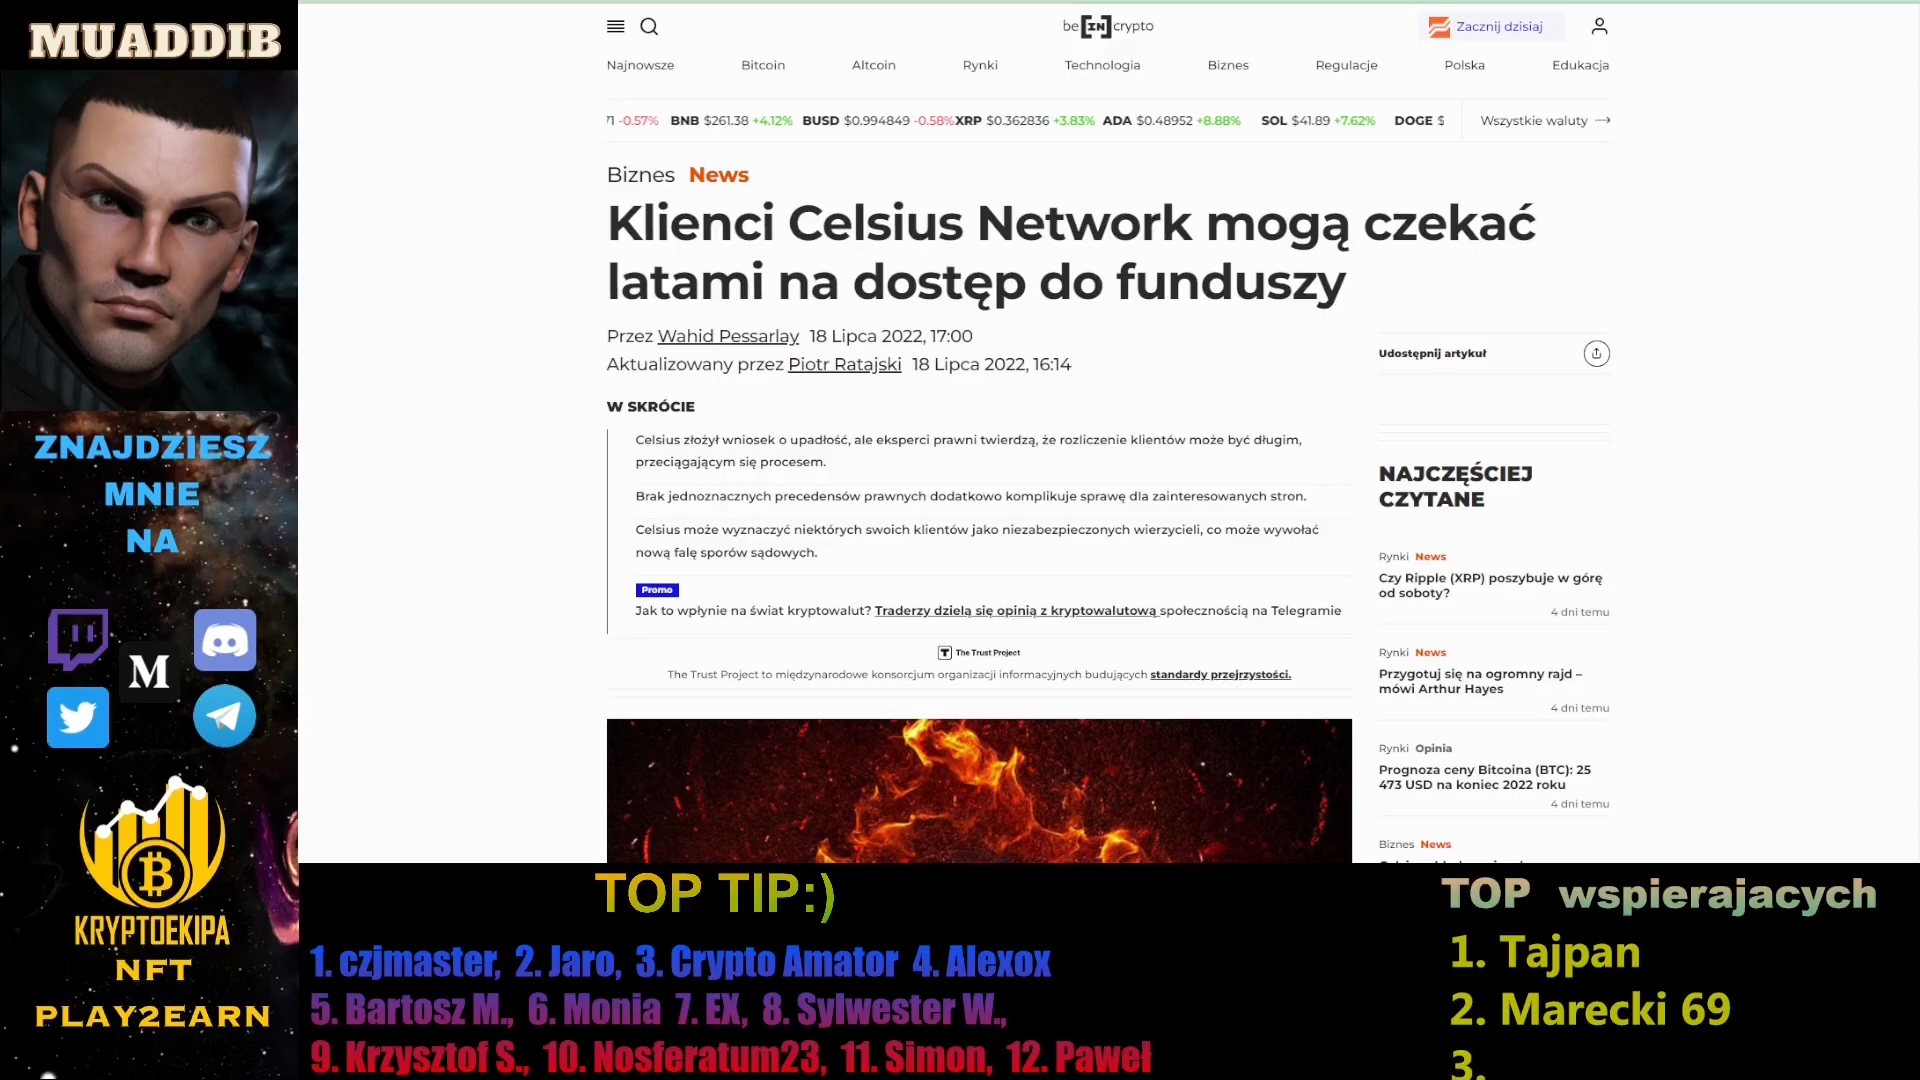 MUADDIB
ZNAJDZIESZ
MNIE
NA
M
KRYPTOEKIPA
NFT
PLAY2EARN
be[IN]crypto
Zacznij dzisiaj
Najnowsze Bitcoin Altcoin Rynki Technologia Biznes Regulacje Polska Edukacja
71 -0.57% BNB $261.38 +4.12% BUSD $0.994849 -0.58% XRP $0.362836 +3.83% ADA $0.48952 +8.88% SOL $41.89 +7.62% DOGE $
Wszystkie waluty →
Biznes News
Klienci Celsius Network mogą czekać
latami na dostęp do funduszy
Przez Wahid Pessarlay 18 Lipca 2022, 17:00
Aktualizowany przez Piotr Ratajski 18 Lipca 2022, 16:14
W SKRÓCIE
Celsius złożył wniosek o upadłość, ale eksperci prawni twierdzą, że rozliczenie klientów może być długim,
przeciągającym się procesem.
Brak jednoznacznych precedensów prawnych dodatkowo komplikuje sprawę dla zainteresowanych stron.
Celsius może wyznaczyć niektórych swoich klientów jako niezabezpieczonych wierzycieli, co może wywołać
nową falę sporów sądowych.
Promo
Jak to wpłynie na świat kryptowalut? Traderzy dzielą się opinią z kryptowalutową społecznością na Telegramie
The Trust Project
The Trust Project to międzynarodowe konsorcjum organizacji informacyjnych budujących standardy przejrzystości.
Udostępnij artykuł
NAJCZĘŚCIEJ
CZYTANE
Rynki News
Czy Ripple (XRP) poszybuje w górę
od soboty?
4 dni temu
Rynki News
Przygotuj się na ogromny rajd –
mówi Arthur Hayes
4 dni temu
Rynki Opinia
Prognoza ceny Bitcoina (BTC): 25
473 USD na koniec 2022 roku
4 dni temu
Biznes News
TOP TIP:)
1. czjmaster, 2. Jaro, 3. Crypto Amator 4. Alexox
5. Bartosz M., 6. Monia 7. EX, 8. Sylwester W.,
9. Krzysztof S., 10. Nosferatum23, 11. Simon, 12. Paweł
TOP wspierajacych
1. Tajpan
2. Marecki 69
3.